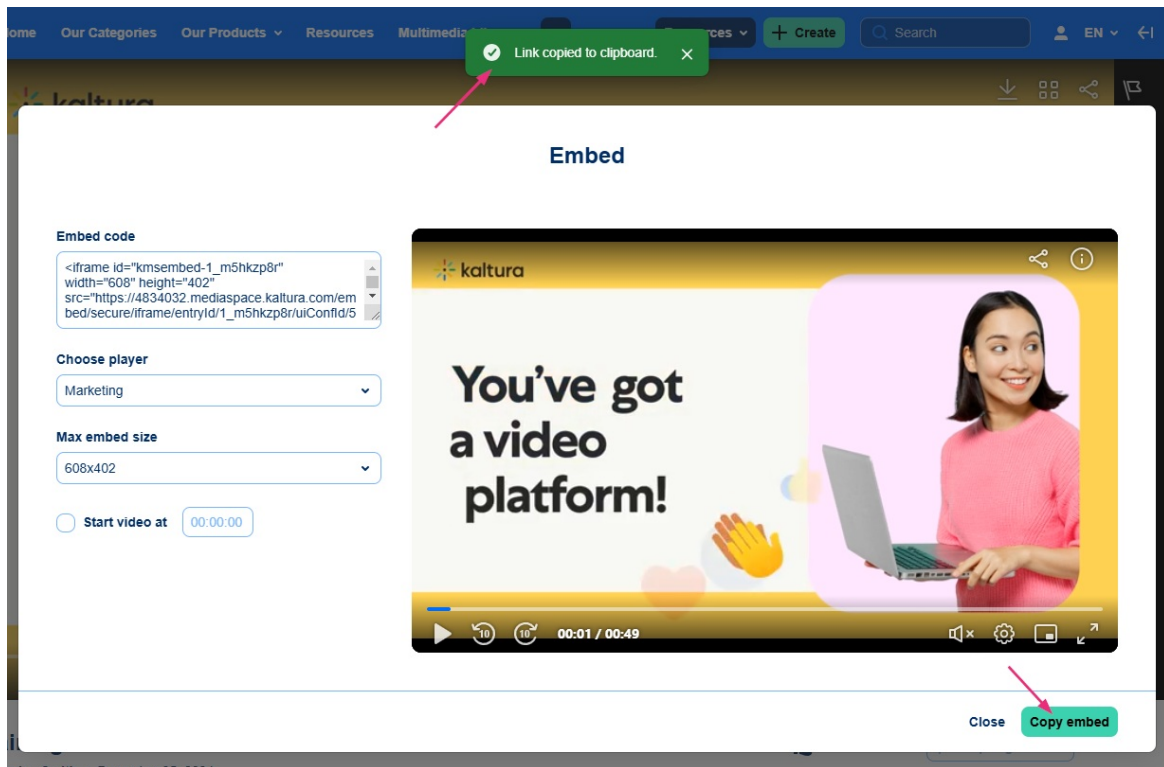 Home Our Categories Our Products Resources Multimedia + Create Search EN
Link copied to clipboard.
kaltura
Embed
Embed code
<iframe id="kmsembed-1_m5hkzp8r"
width="608" height="402"
src="https://4834032.mediaspace.kaltura.com/em
bed/secure/iframe/entryId/1_m5hkzp8r/uiConfId/5
Choose player
Marketing
Max embed size
608x402
Start video at 00:00:00
kaltura
You've got
a video
platform!
10 10 00:01 / 00:49
Close Copy embed